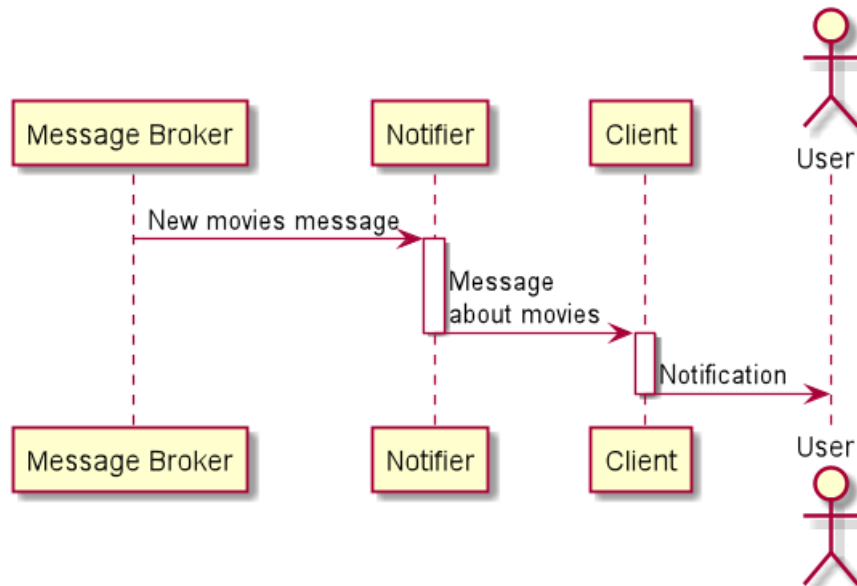 Message Broker
Notifier
Client
User
New movies message
Message
about movies
Notification
Message Broker
Notifier
Client
User